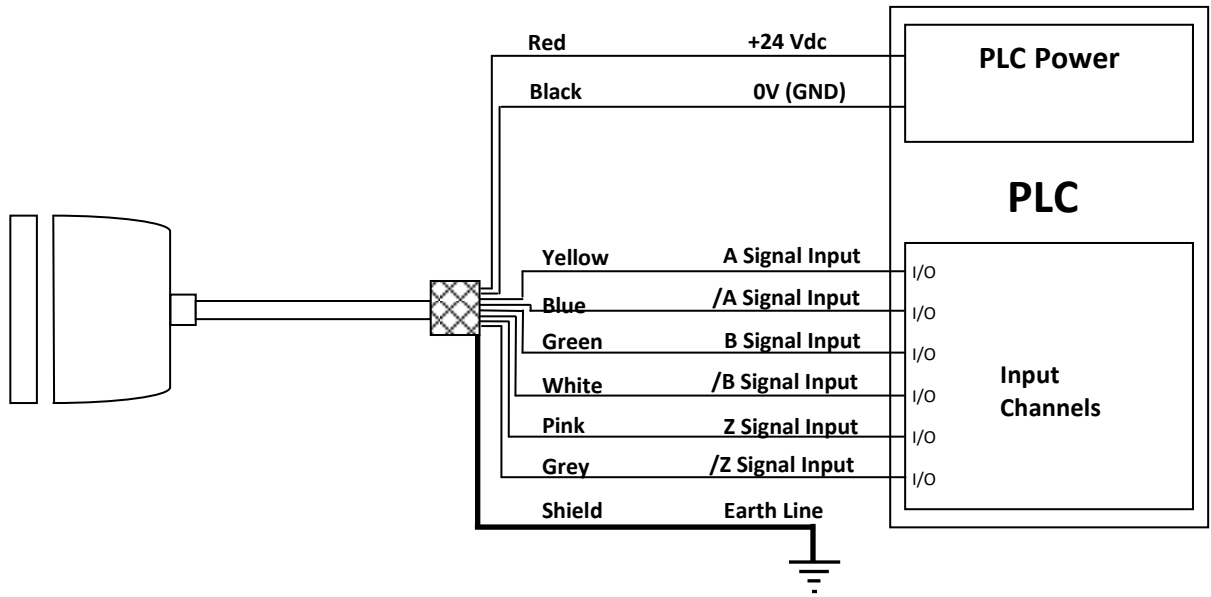 Red +24 Vdc
PLC Power
Black 0V (GND)
PLC
Yellow A Signal Input I/O
Blue /A Signal Input I/O
Green B Signal Input I/O
White /B Signal Input I/O
Input
Channels
Pink Z Signal Input I/O
Grey /Z Signal Input I/O
Shield Earth Line